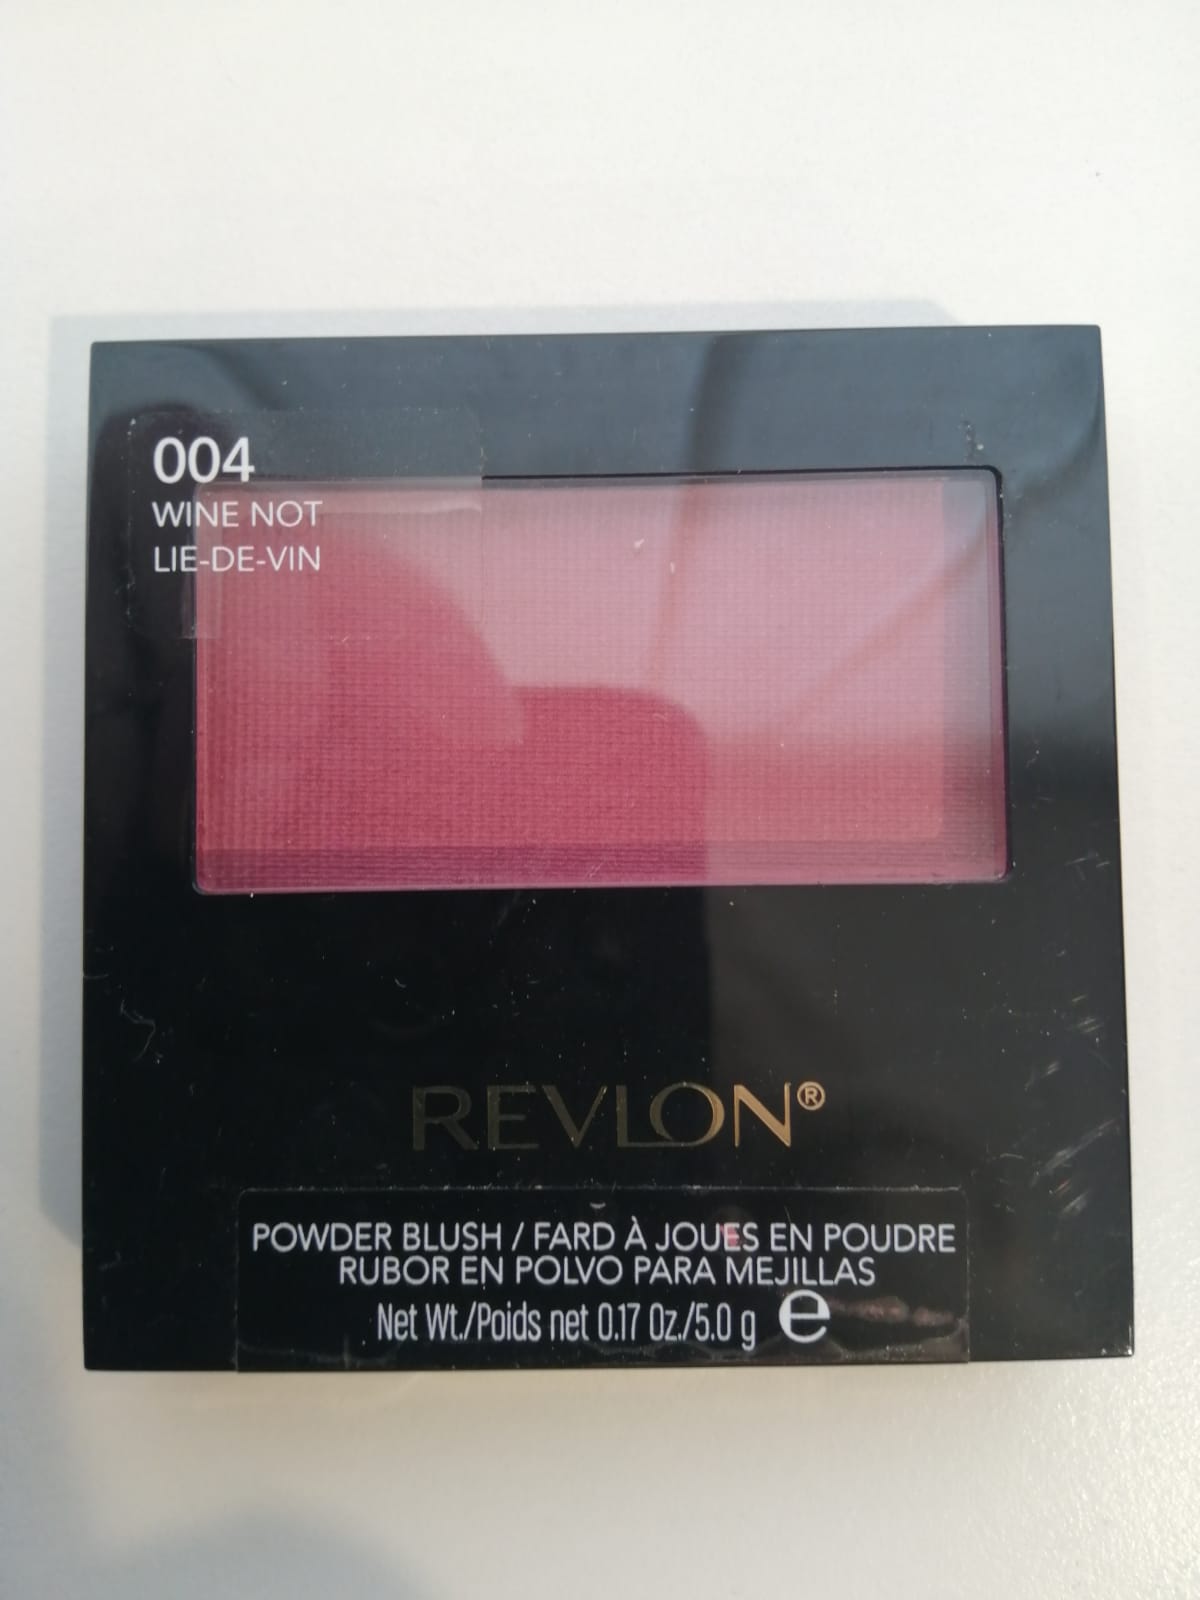 004
WINE NOT
LIE-DE-VIN
REVLON®
POWDER BLUSH / FARD À JOUES EN POUDRE
RUBOR EN POLVO PARA MEJILLAS
Net Wt./Poids net 0.17 Oz./5.0 g ℮